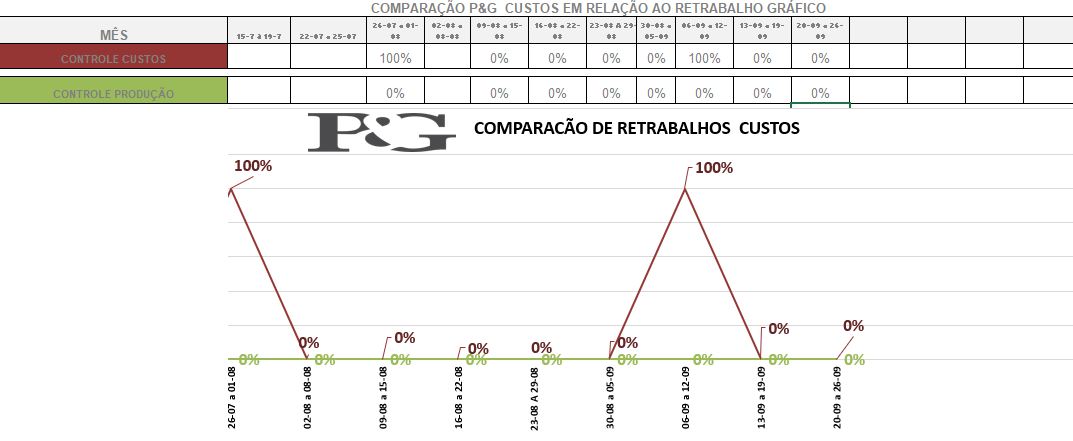 COMPARAÇÃO P&G CUSTOS EM RELAÇÃO AO RETRABALHO GRÁFICO
MÊS 15-7 à 19-7 22-07 a 25-07 26-07 a 01-08 02-08 a 08-08 09-08 a 15-08 16-08 a 22-08 23-08 A 29-08 30-08 a 05-09 06-09 a 12-09 13-09 a 19-09 20-09 a 26-09
CONTROLE CUSTOS 100% 0% 0% 0% 0% 100% 0% 0%
CONTROLE PRODUÇÃO 0% 0% 0% 0% 0% 0% 0% 0%
P&G COMPARACÃO DE RETRABALHOS CUSTOS
100% 100%
0% 0% 0% 0% 0% 0% 0%
0% 0% 0% 0% 0% 0% 0% 0% 0%
26-07 a 01-08
02-08 a 08-08
09-08 a 15-08
16-08 a 22-08
23-08 A 29-08
30-08 a 05-09
06-09 a 12-09
13-09 a 19-09
20-09 a 26-09